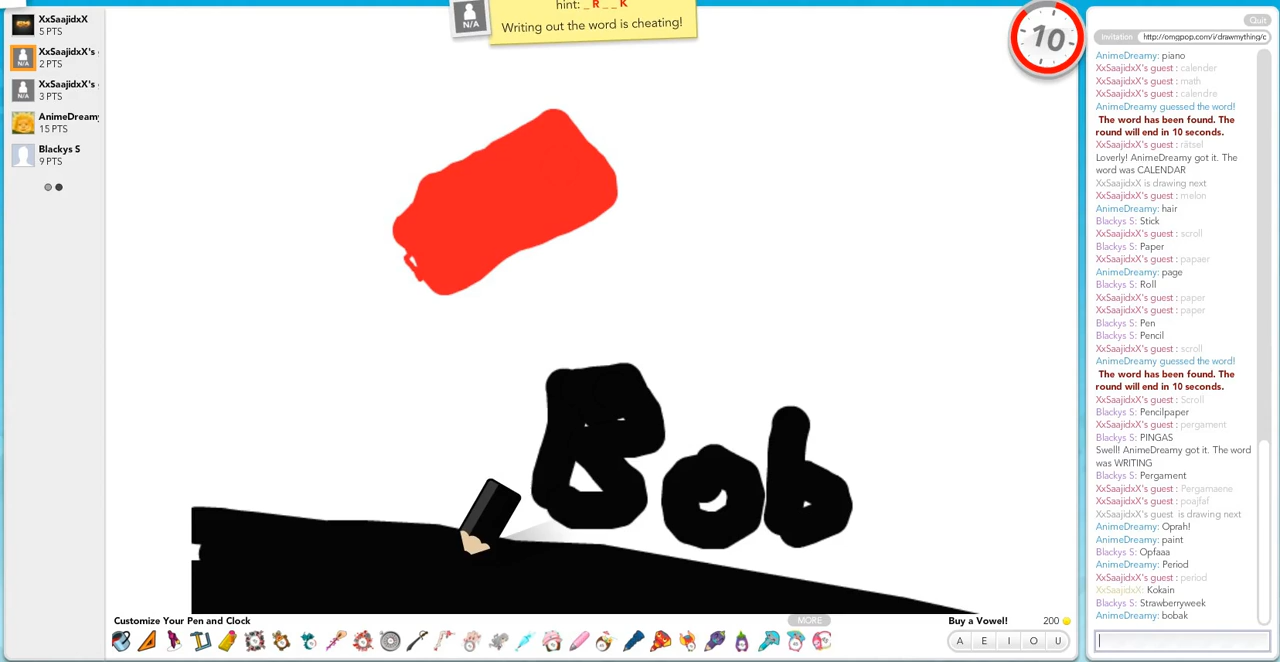 XxSaajidxX
5 PTS
XxSaajidxX's
2 PTS
XxSaajidxX's
3 PTS
AnimeDreamy
15 PTS
Blackys S
9 PTS
N/A
hint: _ R _ _ K
Writing out the word is cheating!
10
Bob
Customize Your Pen and Clock
MORE
Buy a Vowel!
200
A E I O U
Quit
Invitation http://omgpop.com/i/drawmything/c
AnimeDreamy: piano
XxSaajidxX's guest : calender
XxSaajidxX's guest : math
XxSaajidxX's guest : calendre
AnimeDreamy guessed the word!
The word has been found. The
round will end in 10 seconds.
XxSaajidxX's guest : rätsel
Loverly! AnimeDreamy got it. The
word was CALENDAR
XxSaajidxX is drawing next
XxSaajidxX's guest : melon
AnimeDreamy: hair
Blackys S: Stick
XxSaajidxX's guest : scroll
Blackys S: Paper
XxSaajidxX's guest : papaer
AnimeDreamy: page
Blackys S: Roll
XxSaajidxX's guest : paper
XxSaajidxX's guest : paper
Blackys S: Pen
Blackys S: Pencil
XxSaajidxX's guest : scroll
AnimeDreamy guessed the word!
The word has been found. The
round will end in 10 seconds.
XxSaajidxX's guest : Scroll
Blackys S: Pencilpaper
XxSaajidxX's guest : pergament
Blackys S: PINGAS
Swell! AnimeDreamy got it. The word
was WRITING
Blackys S: Pergament
XxSaajidxX's guest : Pergamaene
XxSaajidxX's guest : poajfaf
XxSaajidxX's guest is drawing next
AnimeDreamy: Oprah!
AnimeDreamy: paint
Blackys S: Opfaaa
AnimeDreamy: Period
XxSaajidxX's guest : period
XxSaajidxX: Kokain
Blackys S: Strawberryweek
AnimeDreamy: bobak